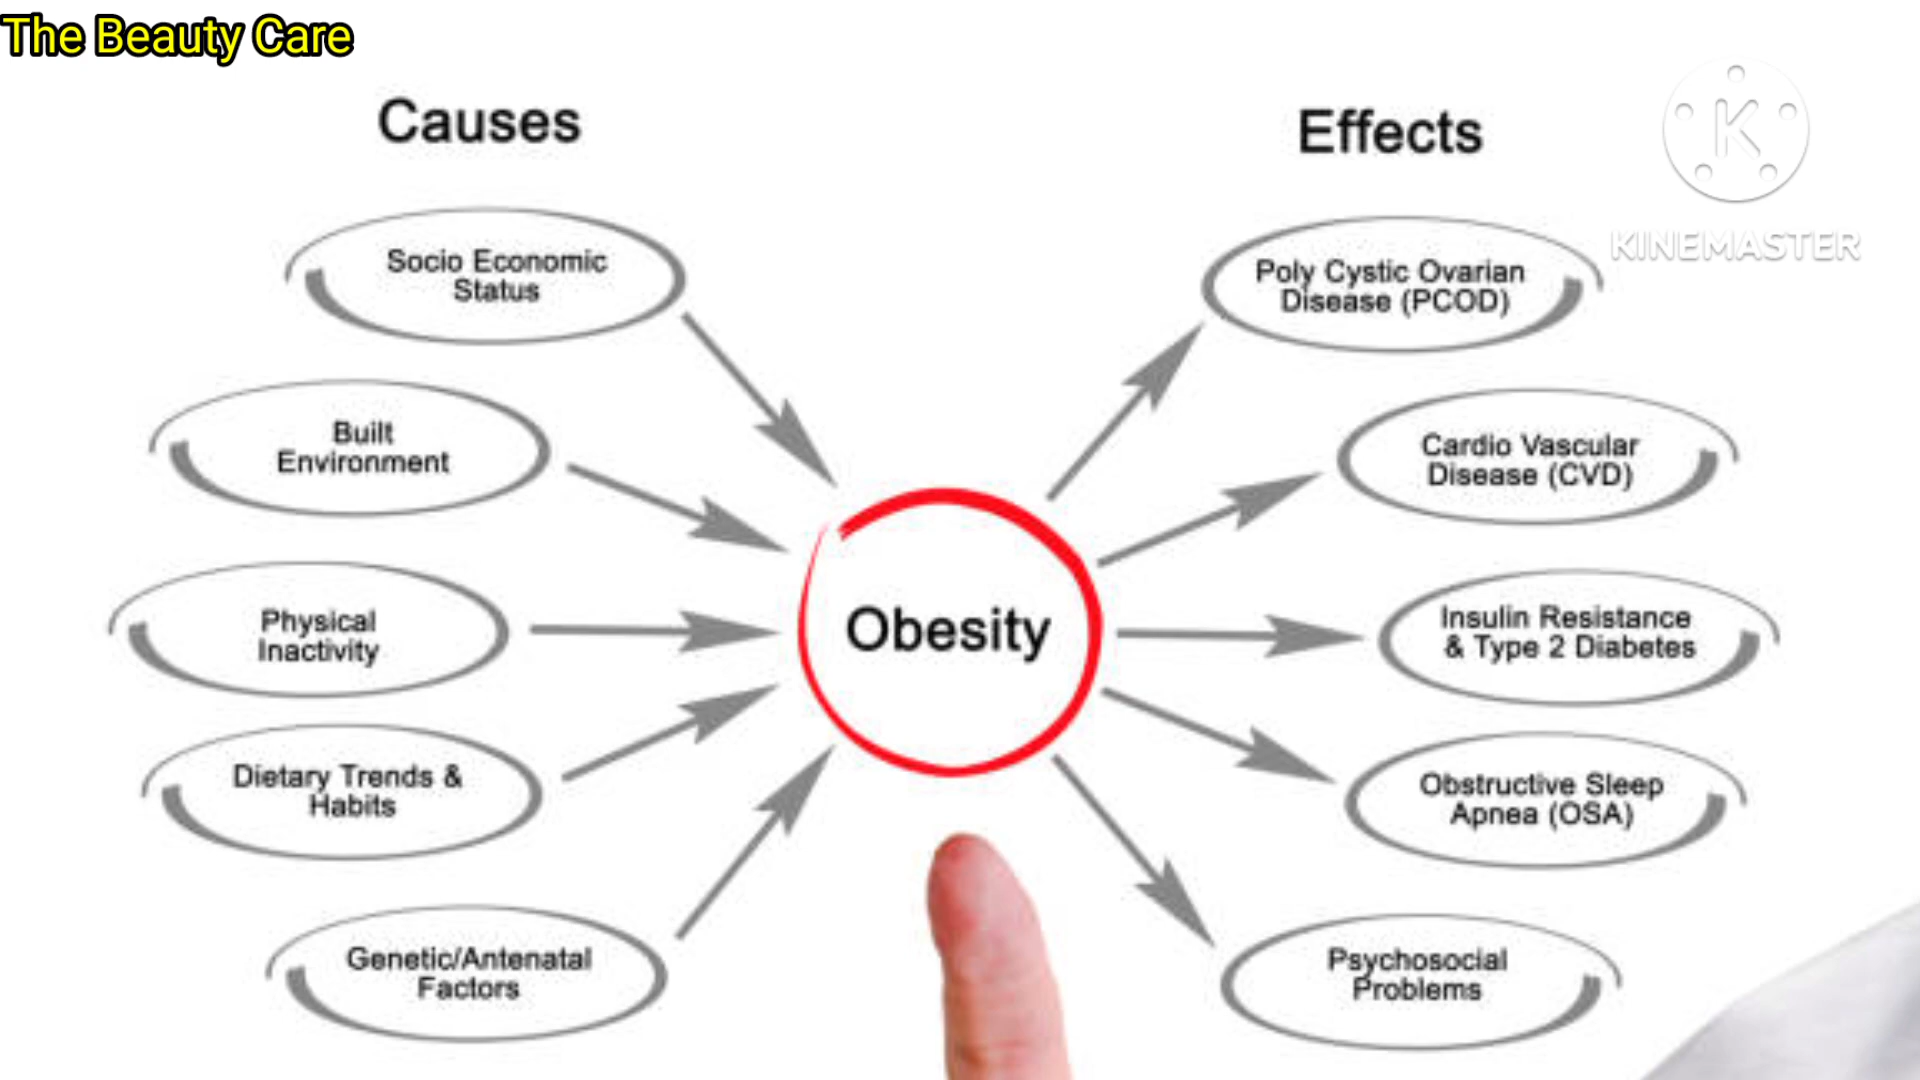 The Beauty Care
Causes
Effects
K
KINEMASTER
Socio Economic
Status
Built
Environment
Physical
Inactivity
Dietary Trends &
Habits
Genetic/Antenatal
Factors
Obesity
Poly Cystic Ovarian
Disease (PCOD)
Cardio Vascular
Disease (CVD)
Insulin Resistance
& Type 2 Diabetes
Obstructive Sleep
Apnea (OSA)
Psychosocial
Problems